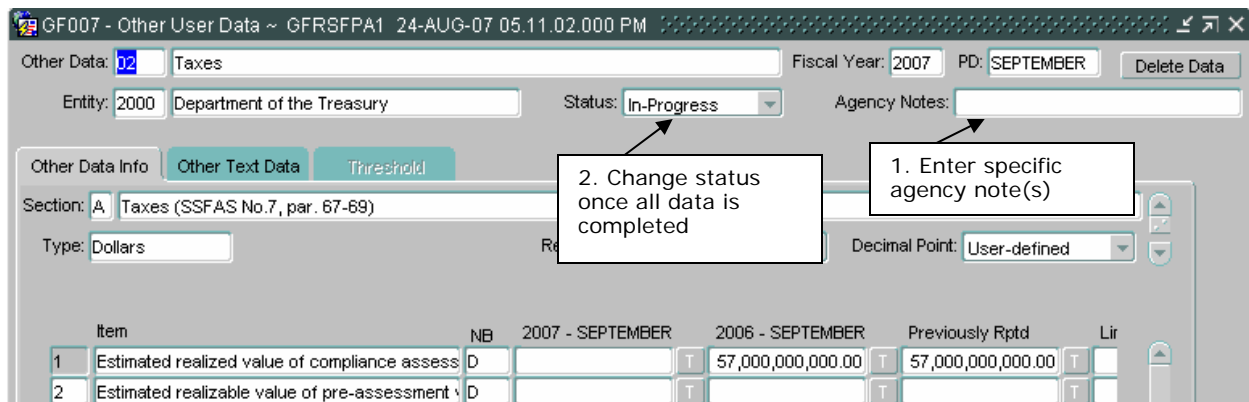 GF007 - Other User Data ~ GFRSFPA1 24-AUG-07 05.11.02.000 PM
Other Data: 02 Taxes Fiscal Year: 2007 PD: SEPTEMBER Delete Data
Entity: 2000 Department of the Treasury Status: In-Progress Agency Notes:
Other Data Info Other Text Data Threshold
2. Change status
once all data is
completed
1. Enter specific
agency note(s)
Section: A Taxes (SSFAS No.7, par. 67-69)
Type: Dollars Decimal Point: User-defined
Item NB 2007 - SEPTEMBER 2006 - SEPTEMBER Previously Rptd
1 Estimated realized value of compliance assess D T 57,000,000,000.00 T 57,000,000,000.00 T
2 Estimated realizable value of pre-assessment D T T T